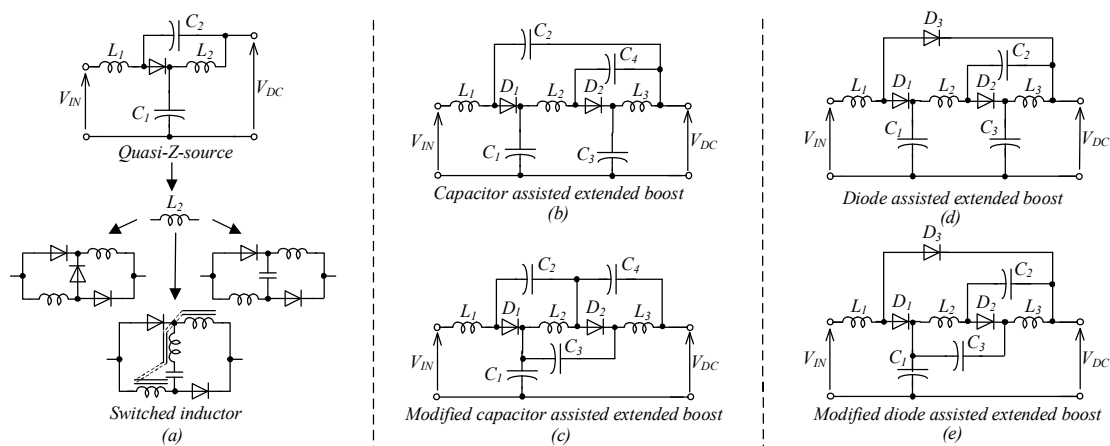 C2
L1
L2
VIN
VDC
C1
Quasi-Z-source
L2
Switched inductor
(a)
C2
C4
L1
D1
L2
D2
L3
VIN
VDC
C1
C3
Capacitor assisted extended boost
(b)
C2
C4
L1
D1
L2
D2
L3
VIN
C3
VDC
C1
Modified capacitor assisted extended boost
(c)
D3
C2
L1
D1
L2
D2
L3
VIN
C1
C3
VDC
Diode assisted extended boost
(d)
D3
C2
L1
D1
L2
D2
L3
VIN
C1
C3
VDC
Modified diode assisted extended boost
(e)